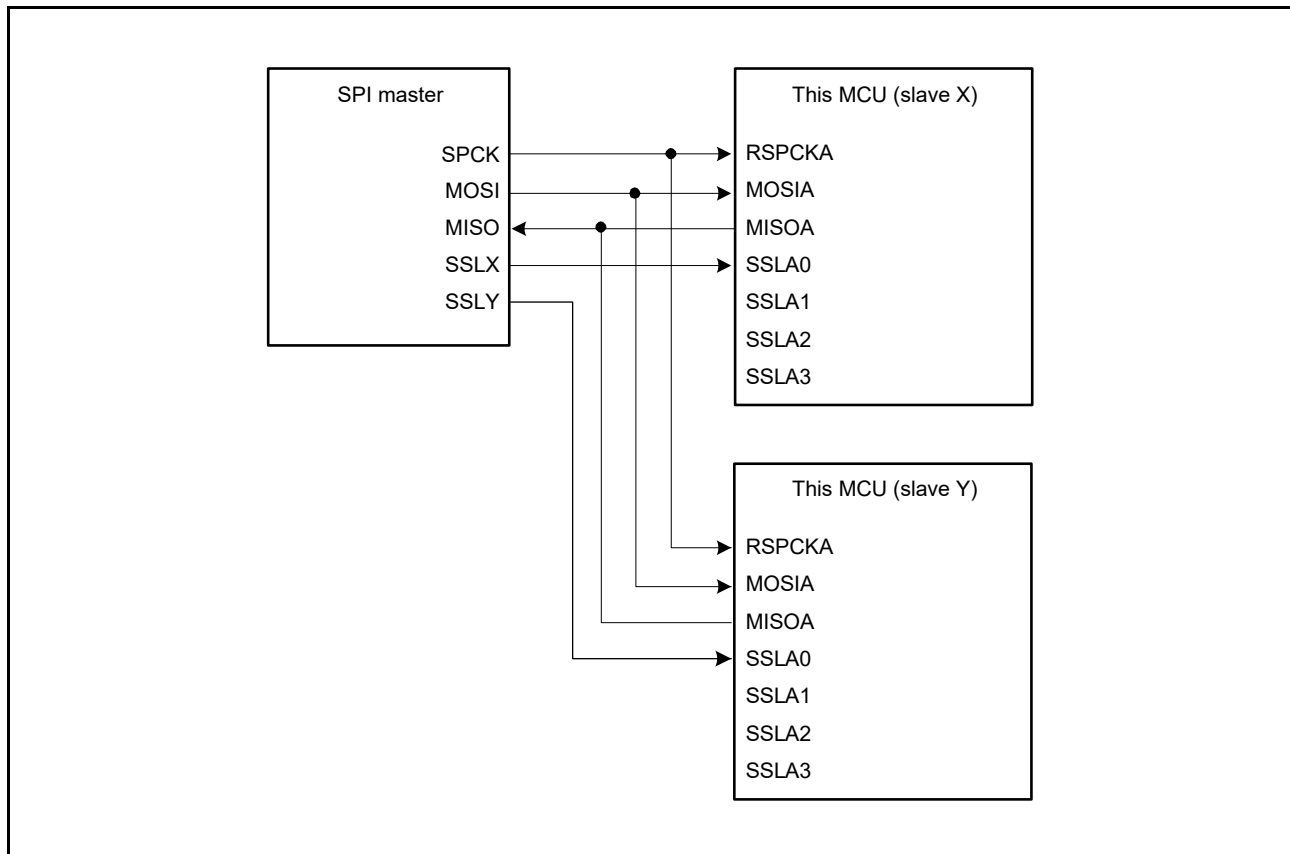 SPI master
SPCK
MOSI
MISO
SSLX
SSLY
This MCU (slave X)
RSPCKA
MOSIA
MISOA
SSLA0
SSLA1
SSLA2
SSLA3
This MCU (slave Y)
RSPCKA
MOSIA
MISOA
SSLA0
SSLA1
SSLA2
SSLA3